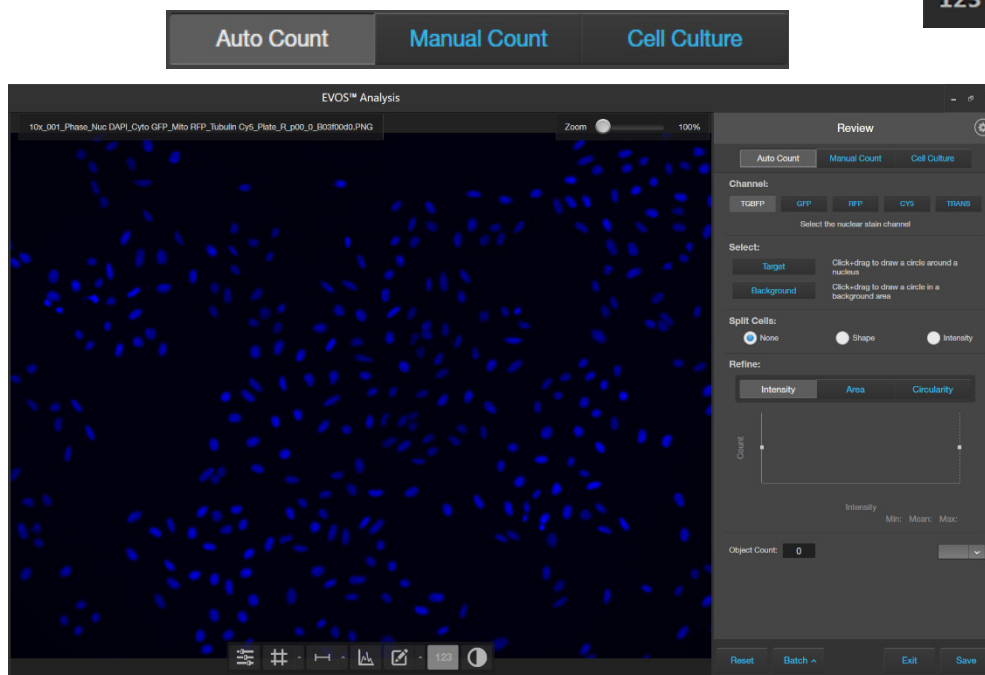 123
Auto Count Manual Count Cell Culture
EVOS™ Analysis
10x_001_Phase_Nuc DAPI_Cyto GFP_Mito RFP_Tubulin Cy5_Plate_R_p00_0_B03f00d0.PNG
Zoom 100%
Review
Auto Count Manual Count Cell Culture
Channel:
TGBFP GFP RFP CY5 TRANS
Select the nuclear stain channel
Select:
Target Click+drag to draw a circle around a
nucleus
Background Click+drag to draw a circle in a
background area
Split Cells:
None Shape Intensity
Refine:
Intensity Area Circularity
Count
Intensity
Min: Mean: Max:
Object Count: 0
123
Reset Batch Exit Save